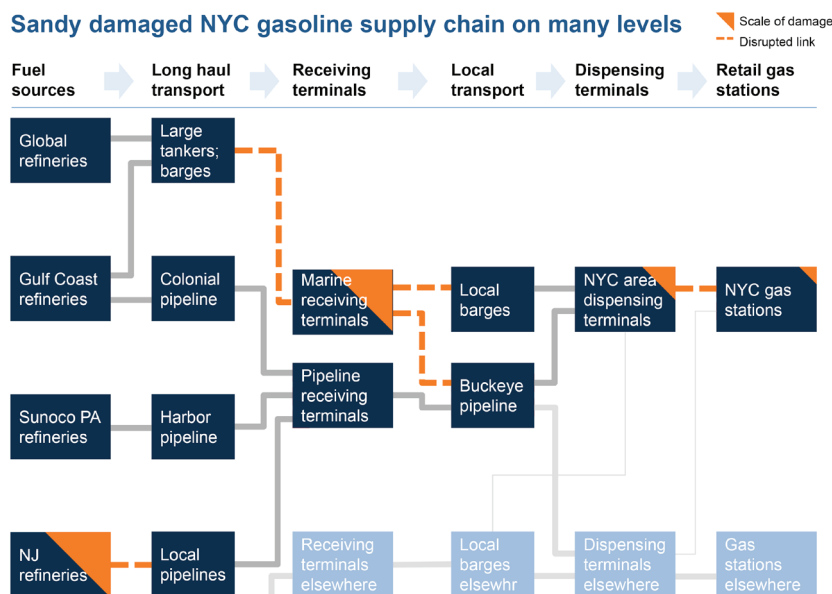 Sandy damaged NYC gasoline supply chain on many levels
Scale of damage
Disrupted link
Fuel
sources
Long haul
transport
Receiving
terminals
Local
transport
Dispensing
terminals
Retail gas
stations
Global
refineries
Large
tankers;
barges
Gulf Coast
refineries
Colonial
pipeline
Marine
receiving
terminals
Local
barges
NYC area
dispensing
terminals
NYC gas
stations
Pipeline
receiving
terminals
Buckeye
pipeline
Sunoco PA
refineries
Harbor
pipeline
NJ
refineries
Local
pipelines
Receiving
terminals
elsewhere
Local
barges
elsewhr
Dispensing
terminals
elsewhere
Gas
stations
elsewhere